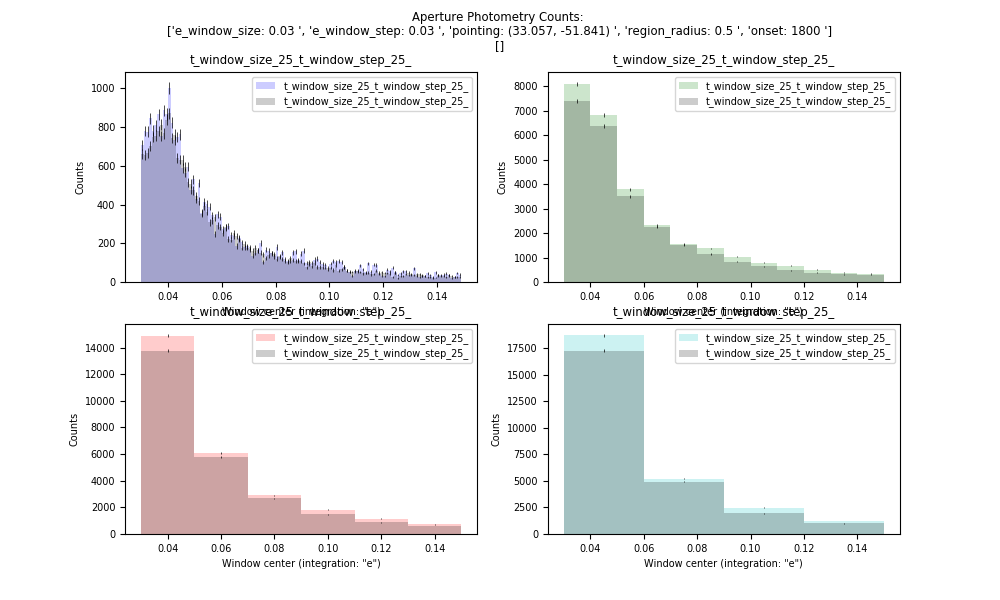 Aperture Photometry Counts:
['e_window_size: 0.03 ', 'e_window_step: 0.03 ', 'pointing: (33.057, -51.841) ', 'region_radius: 0.5 ', 'onset: 1800 ']
[]
t_window_size_25_t_window_step_25_
t_window_size_25_t_window_step_25_
t_window_size_25_t_window_step_25_
1000
800
600
400
200
0
Counts
0.04 0.06 0.08 0.10 0.12 0.14
Window center (integration: "e")
t_window_size_25_t_window_step_25_
t_window_size_25_t_window_step_25_
t_window_size_25_t_window_step_25_
8000
7000
6000
5000
4000
3000
2000
1000
0
Counts
0.04 0.06 0.08 0.10 0.12 0.14
Window center (integration: "e")
t_window_size_25_t_window_step_25_
t_window_size_25_t_window_step_25_
t_window_size_25_t_window_step_25_
14000
12000
10000
8000
6000
4000
2000
0
Counts
0.04 0.06 0.08 0.10 0.12 0.14
Window center (integration: "e")
t_window_size_25_t_window_step_25_
t_window_size_25_t_window_step_25_
t_window_size_25_t_window_step_25_
17500
15000
12500
10000
7500
5000
2500
0
Counts
0.04 0.06 0.08 0.10 0.12 0.14
Window center (integration: "e")